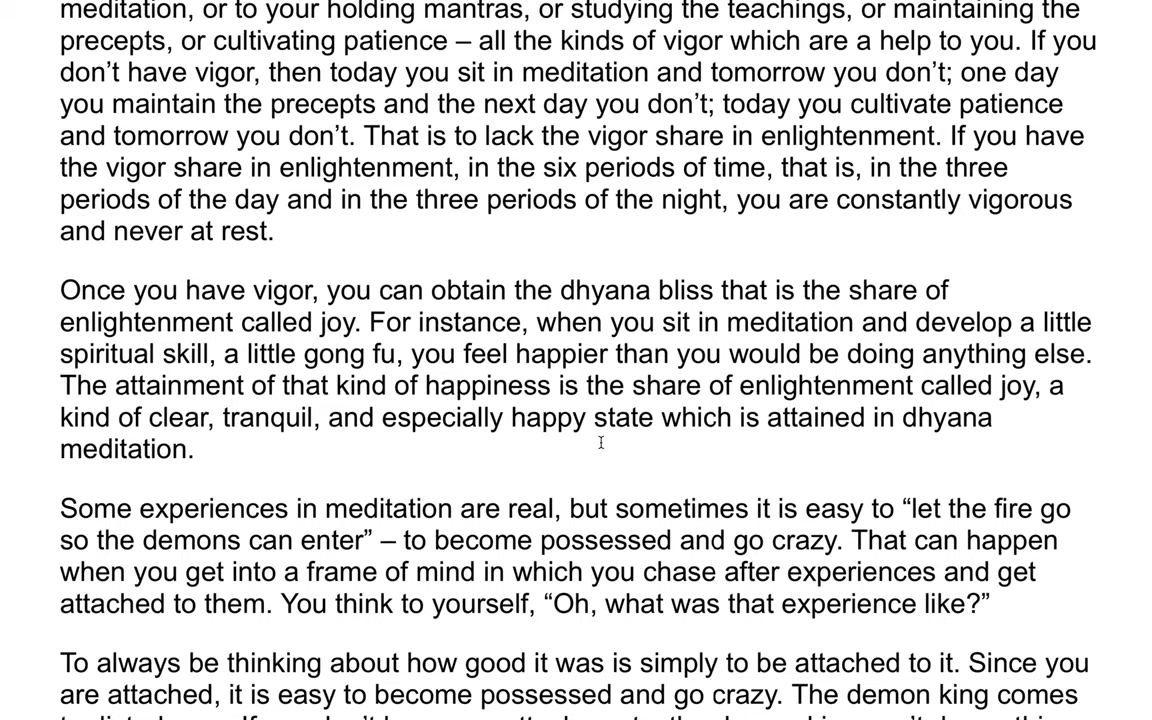 meditation, or to your holding mantras, or studying the teachings, or maintaining the
precepts, or cultivating patience – all the kinds of vigor which are a help to you. If you
don’t have vigor, then today you sit in meditation and tomorrow you don’t; one day
you maintain the precepts and the next day you don’t; today you cultivate patience
and tomorrow you don’t. That is to lack the vigor share in enlightenment. If you have
the vigor share in enlightenment, in the six periods of time, that is, in the three
periods of the day and in the three periods of the night, you are constantly vigorous
and never at rest.
Once you have vigor, you can obtain the dhyana bliss that is the share of
enlightenment called joy. For instance, when you sit in meditation and develop a little
spiritual skill, a little gong fu, you feel happier than you would be doing anything else.
The attainment of that kind of happiness is the share of enlightenment called joy, a
kind of clear, tranquil, and especially happy state which is attained in dhyana
meditation.
Some experiences in meditation are real, but sometimes it is easy to “let the fire go
so the demons can enter” – to become possessed and go crazy. That can happen
when you get into a frame of mind in which you chase after experiences and get
attached to them. You think to yourself, “Oh, what was that experience like?”
To always be thinking about how good it was is simply to be attached to it. Since you
are attached, it is easy to become possessed and go crazy. The demon king comes